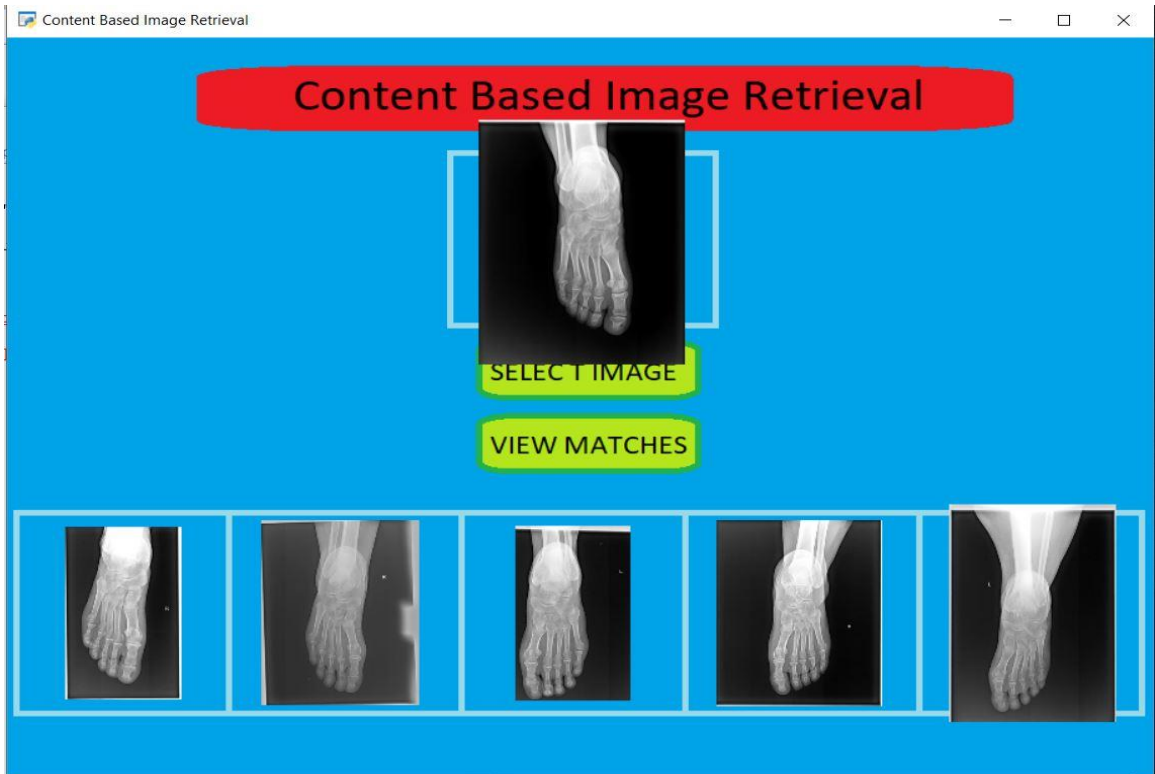 Content Based Image Retrieval
Content Based Image Retrieval
SELECT IMAGE
VIEW MATCHES